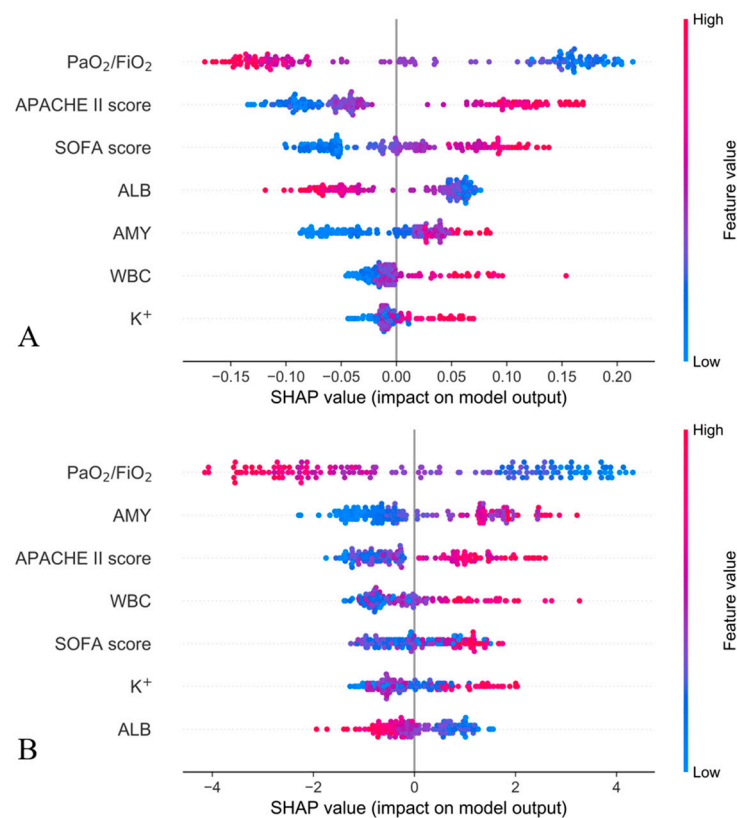 High
PaO₂/FiO₂
APACHE II score
SOFA score
ALB
AMY
WBC
K⁺
Feature value
Low
A
−0.15 −0.10 −0.05 0.00 0.05 0.10 0.15 0.20
SHAP value (impact on model output)
High
PaO₂/FiO₂
AMY
APACHE II score
WBC
SOFA score
K⁺
ALB
Feature value
Low
B
−4 −2 0 2 4
SHAP value (impact on model output)